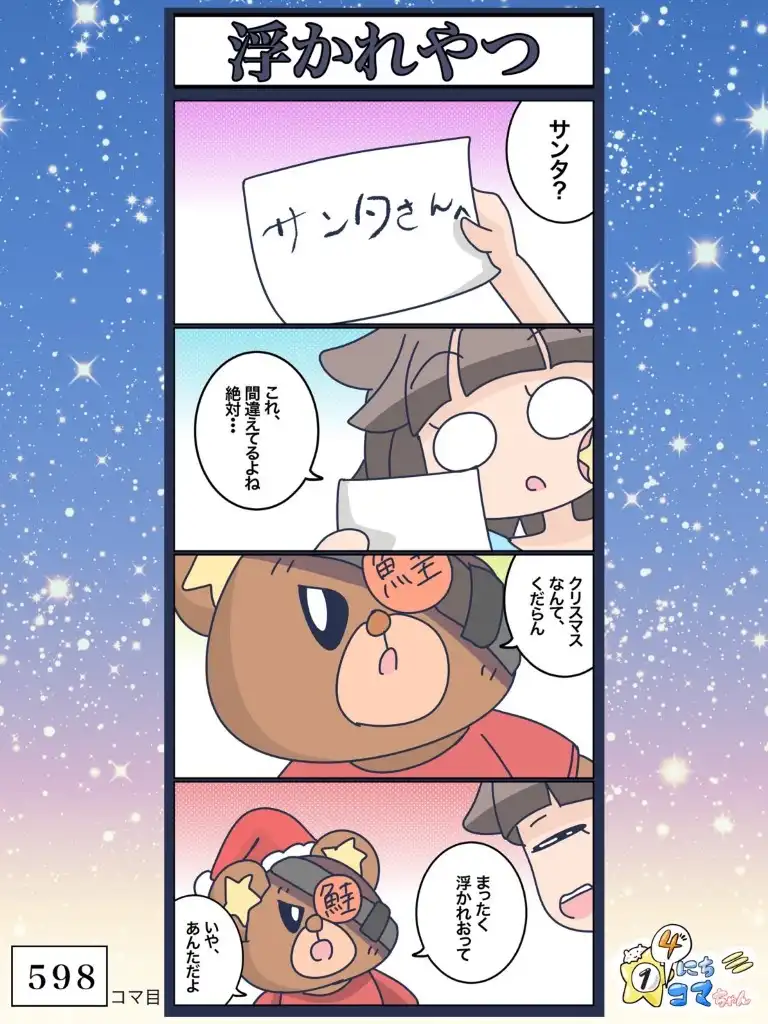 浮かれやつ
サンタ？
サンタさんへ
これ、
間違えてるよね
絶対…
クリスマス
なんて、
くだらん
鮭
まったく
浮かれおって
鮭
いや、
あんただよ
598
コマ目
1
4
にち
コマちゃん